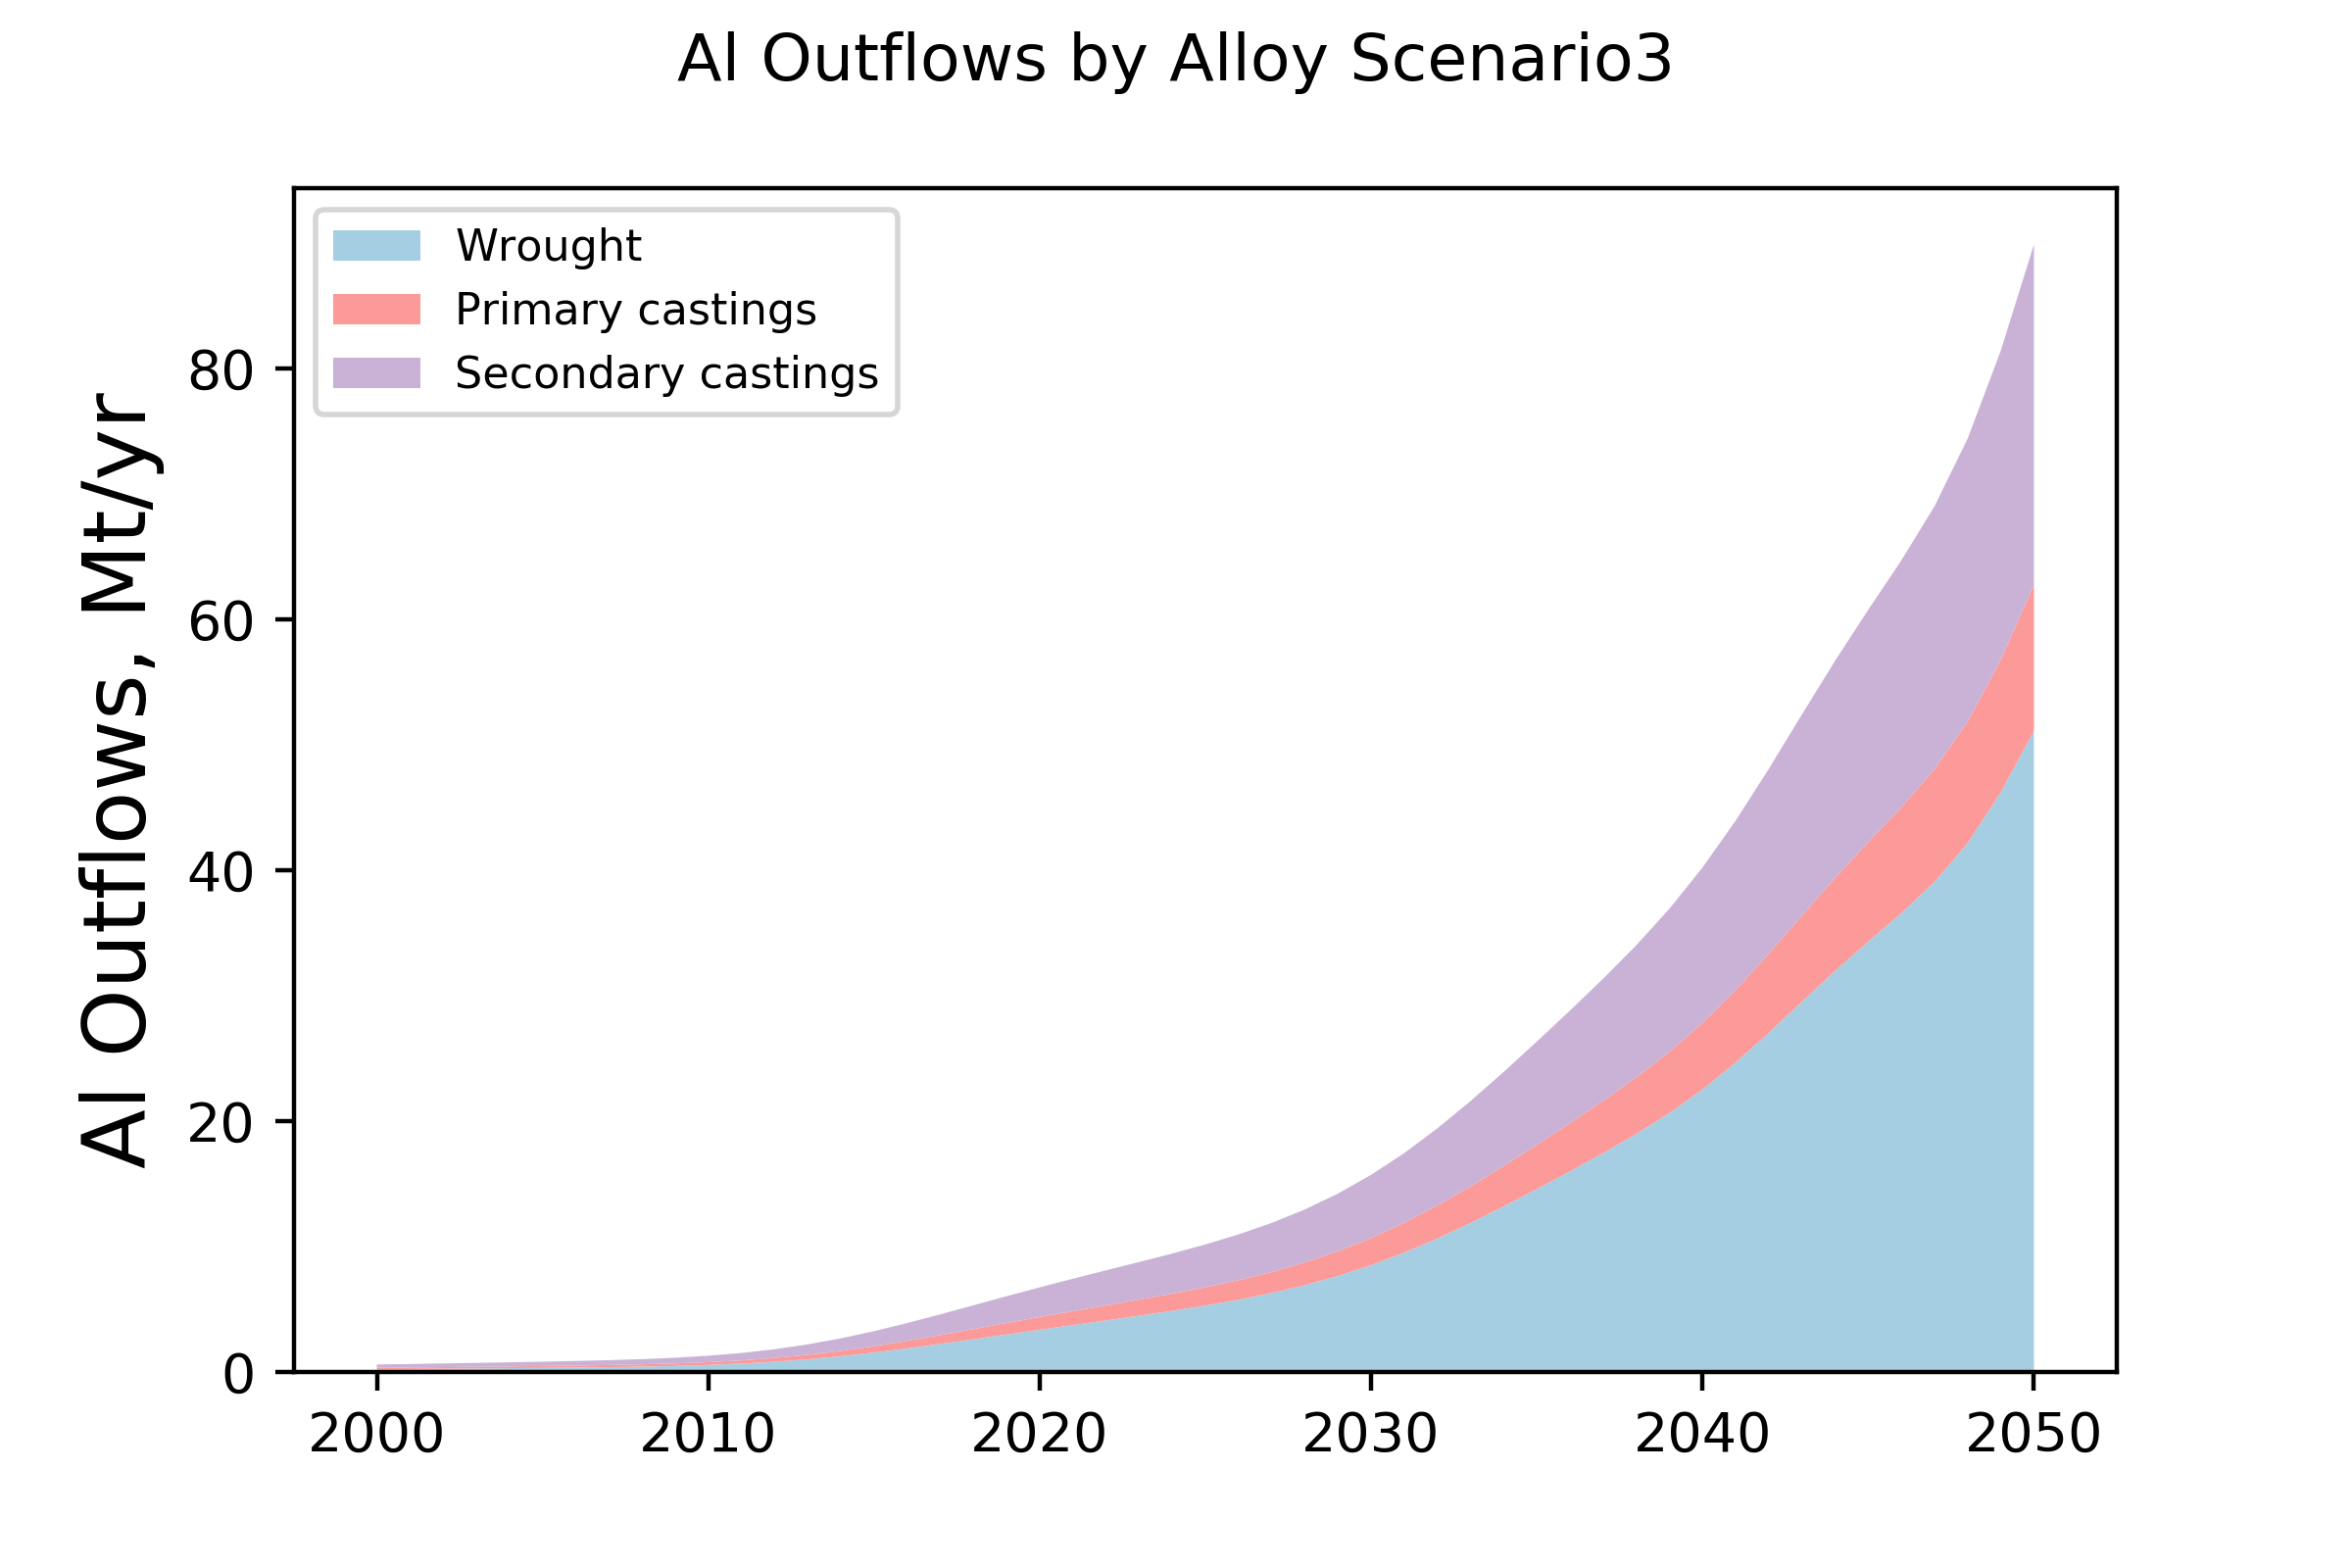 Al Outflows by Alloy Scenario3
Wrought
Primary castings
Secondary castings
Al Outflows, Mt/yr
80
60
40
20
0
2000 2010 2020 2030 2040 2050